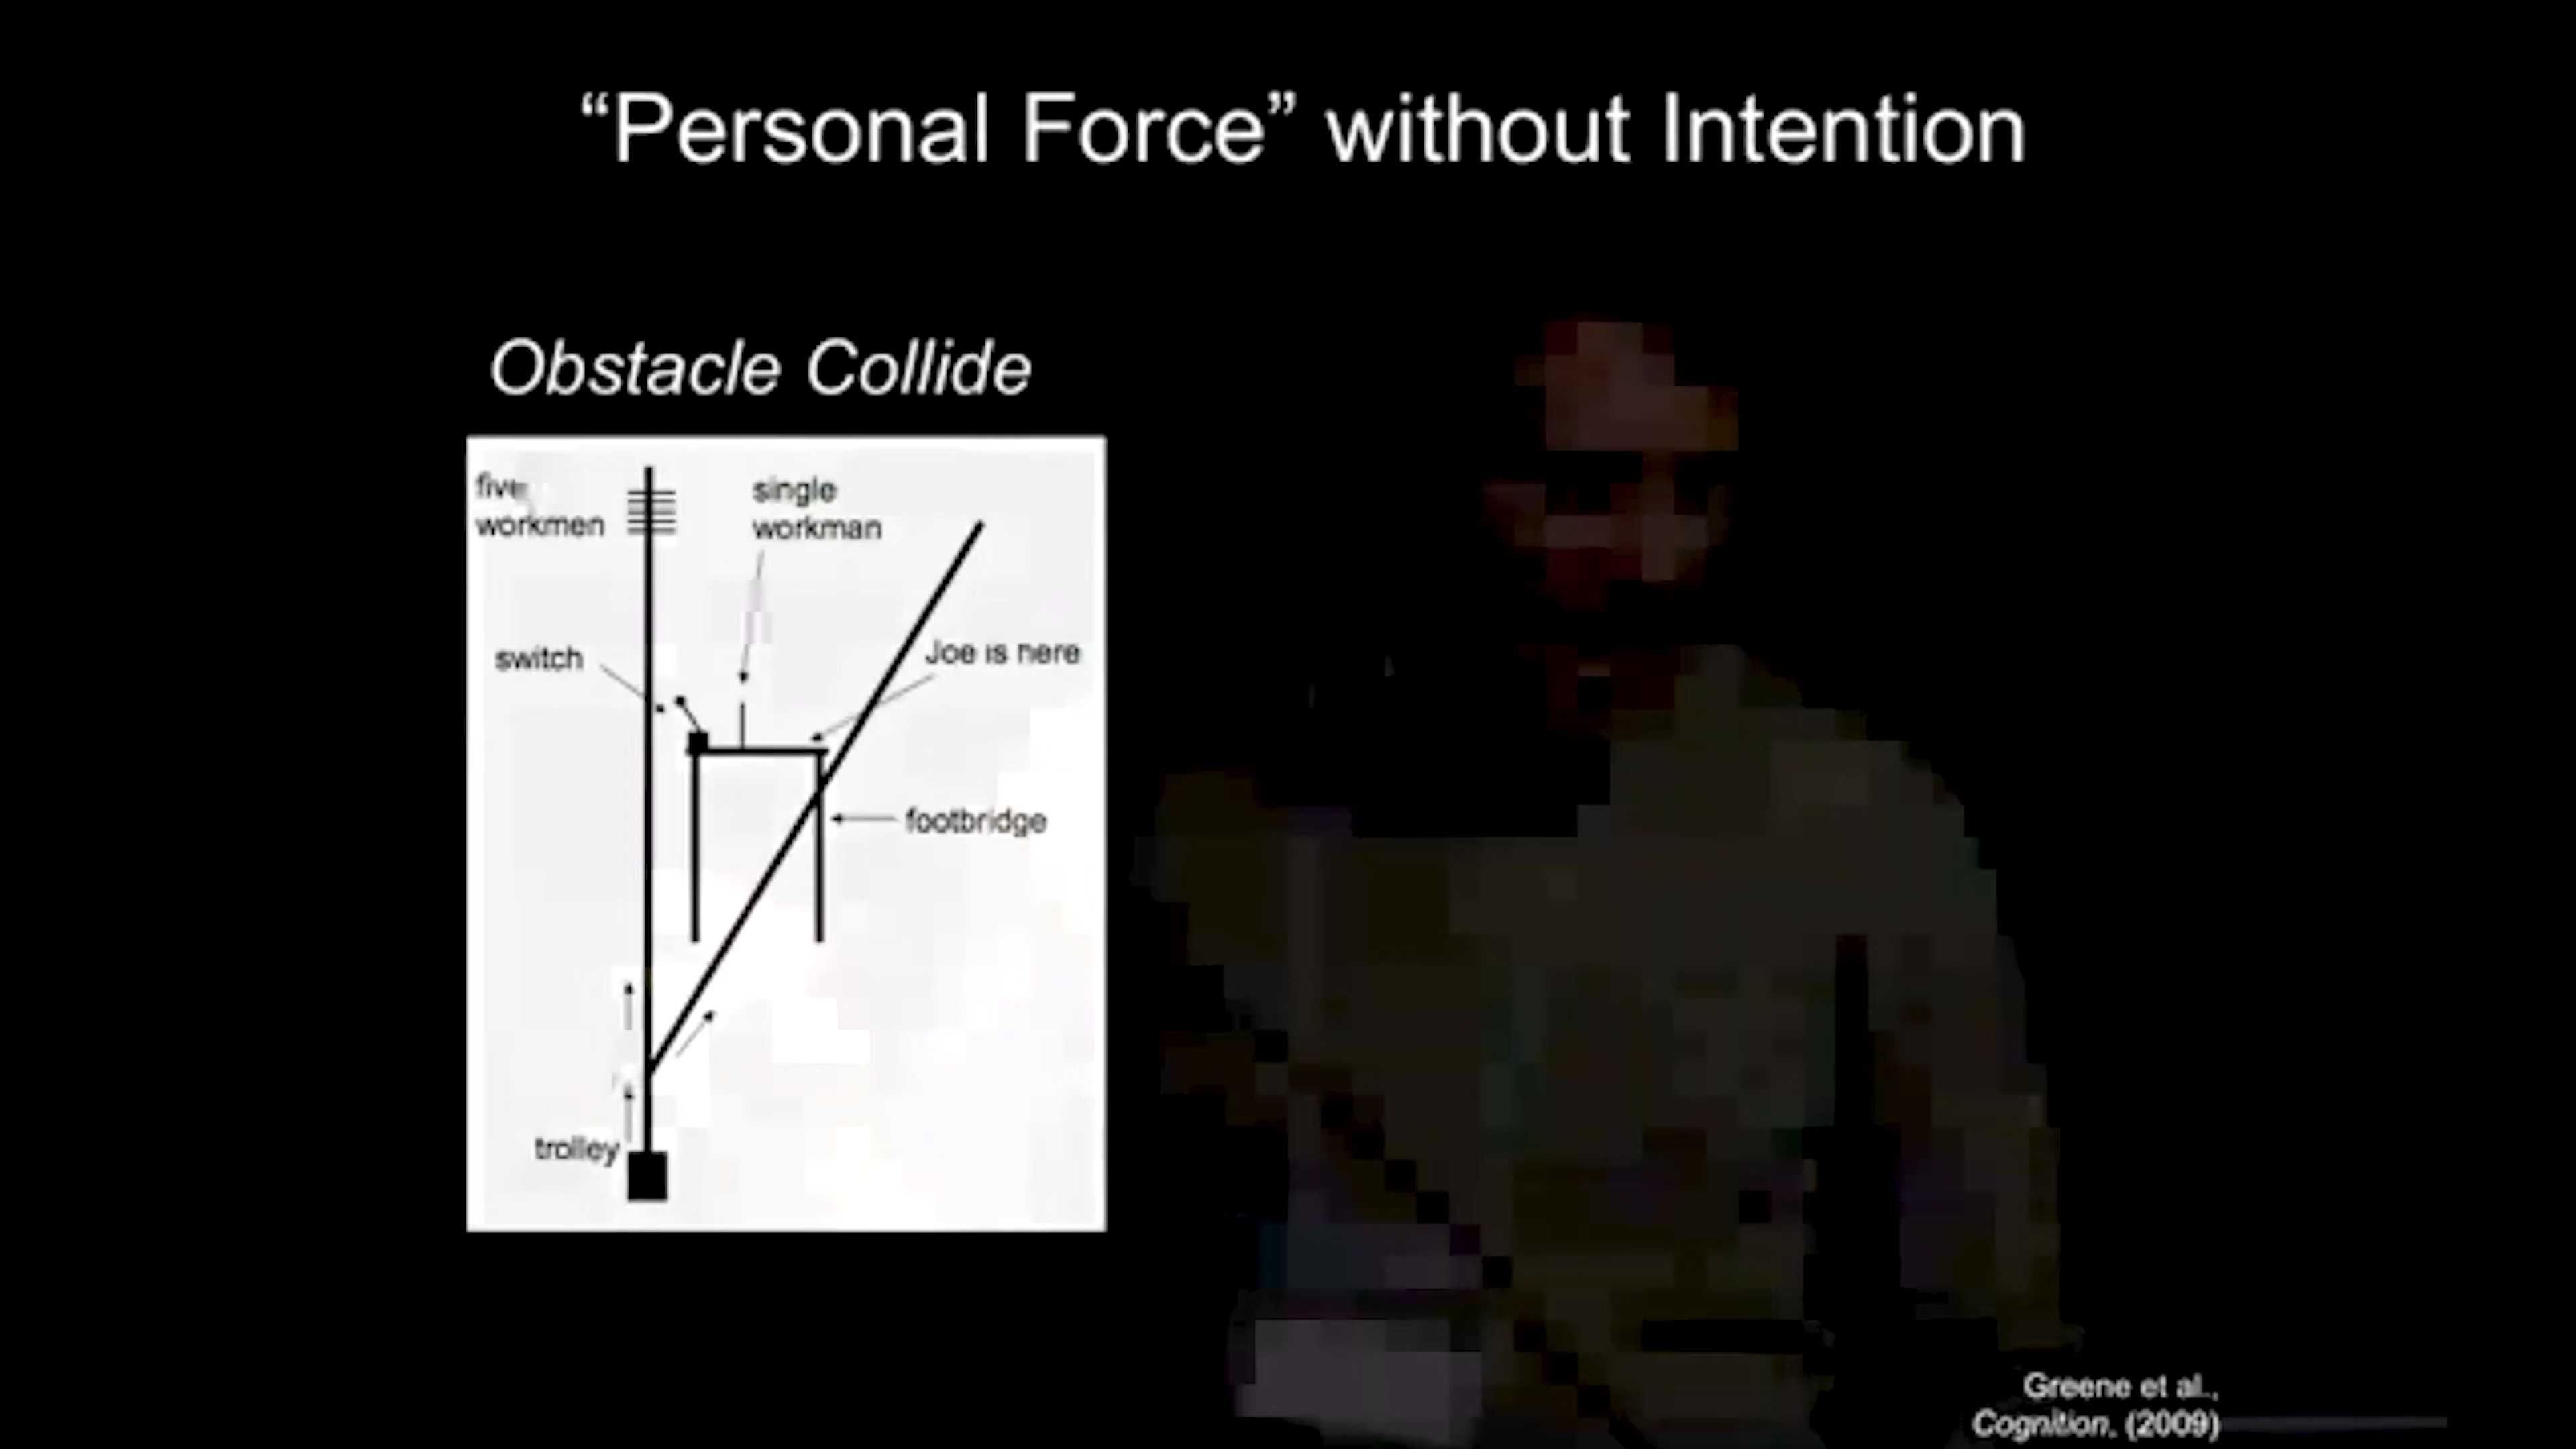 “Personal Force” without Intention
Obstacle Collide
five
workmen
single
workman
switch
Joe is here
footbridge
trolley
Greene et al.,
Cognition, (2009)